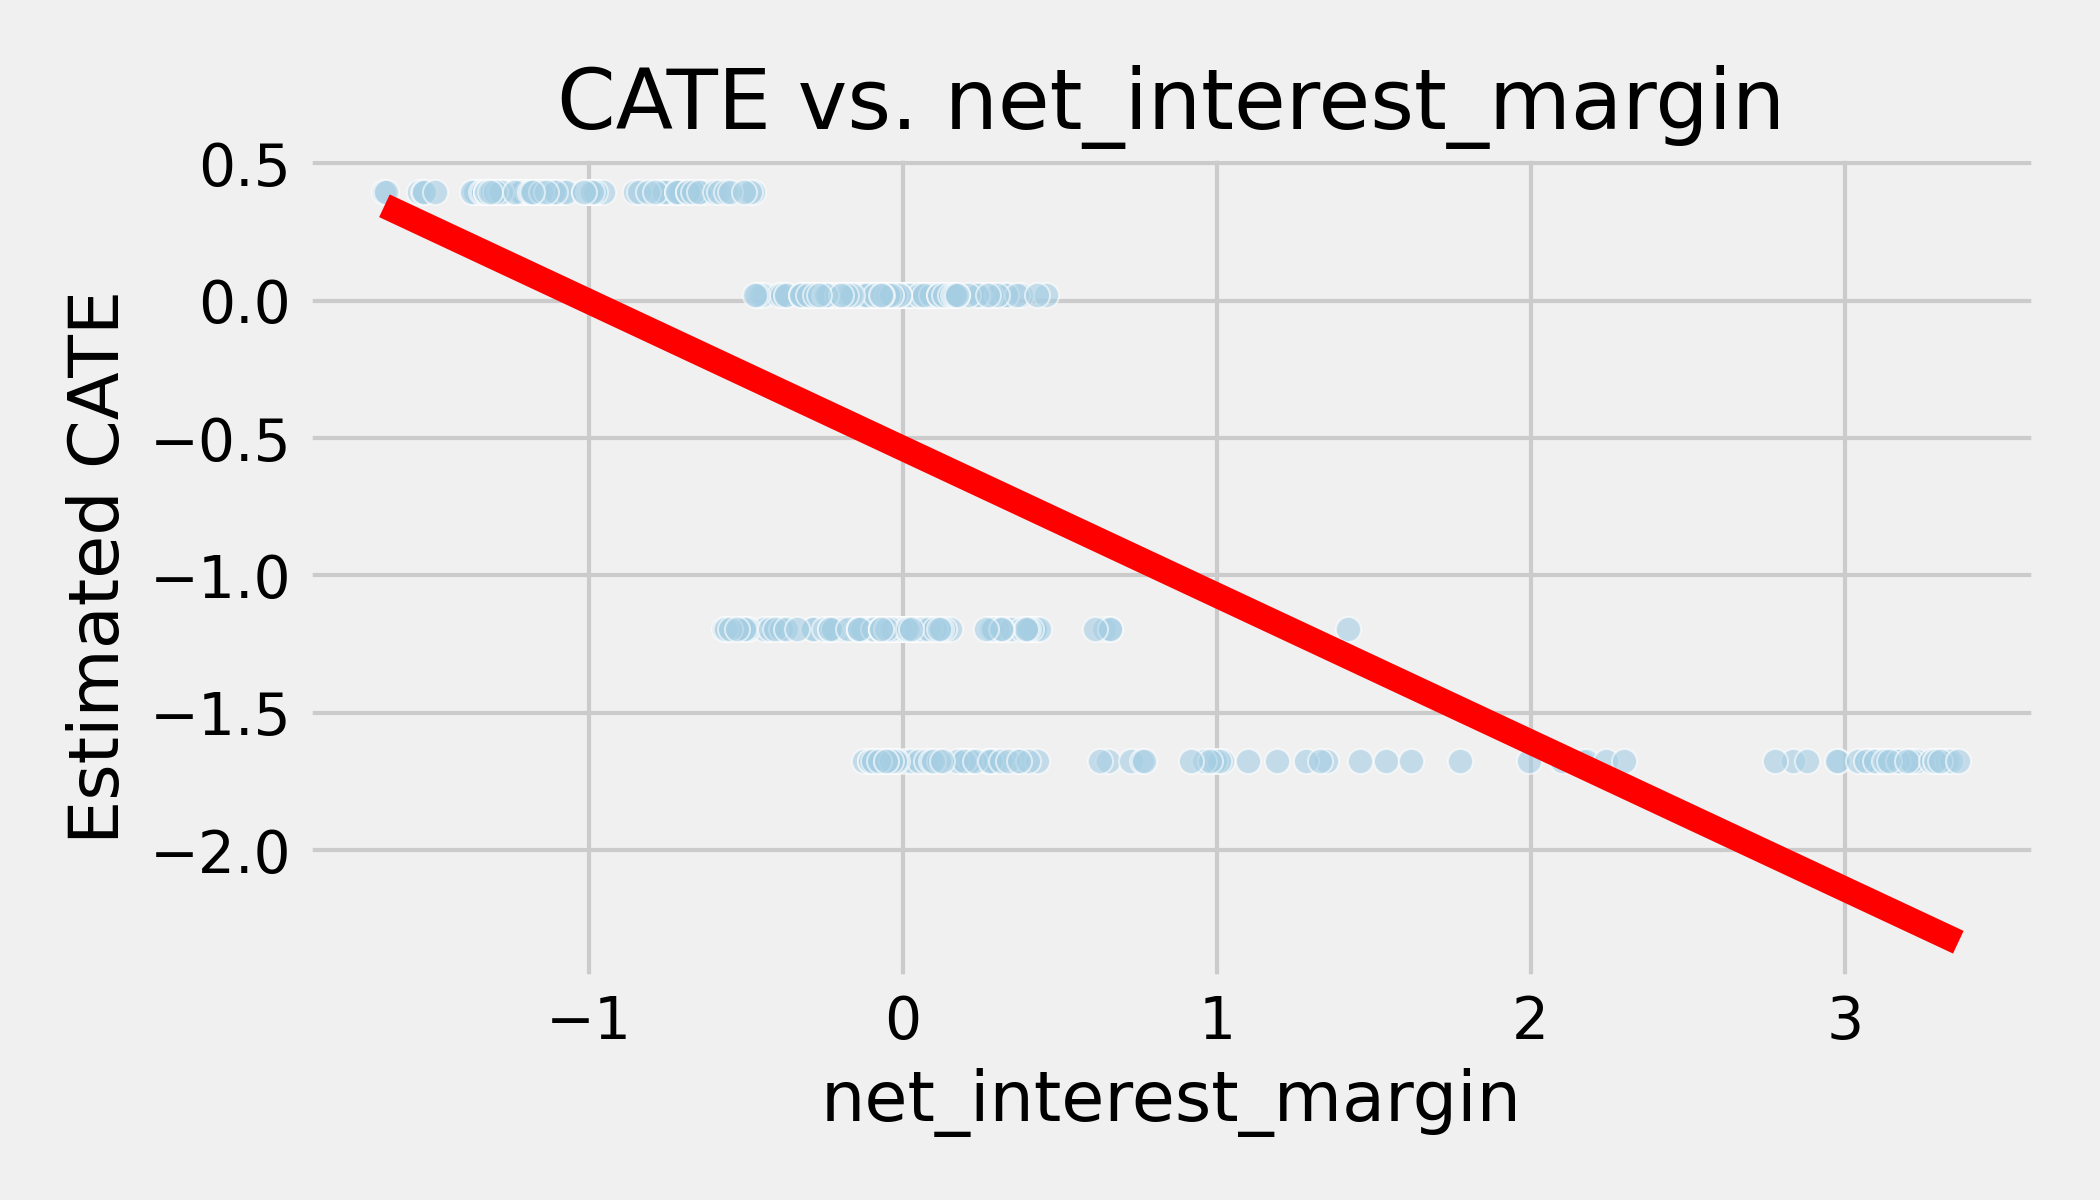 CATE vs. net_interest_margin
Estimated CATE
0.5
0.0
−0.5
−1.0
−1.5
−2.0
−1 0 1 2 3
net_interest_margin